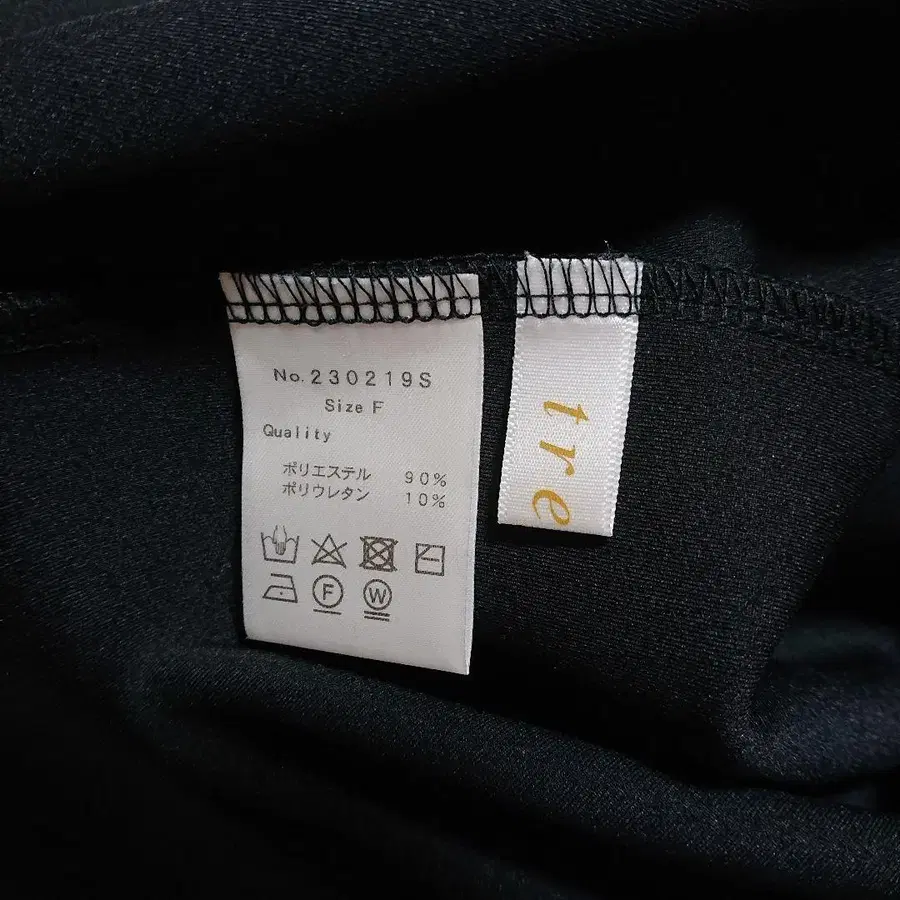 No. 230219S
Size F
Quality
ポリエステル 90%
ポリウレタン 10%
F
W
tre